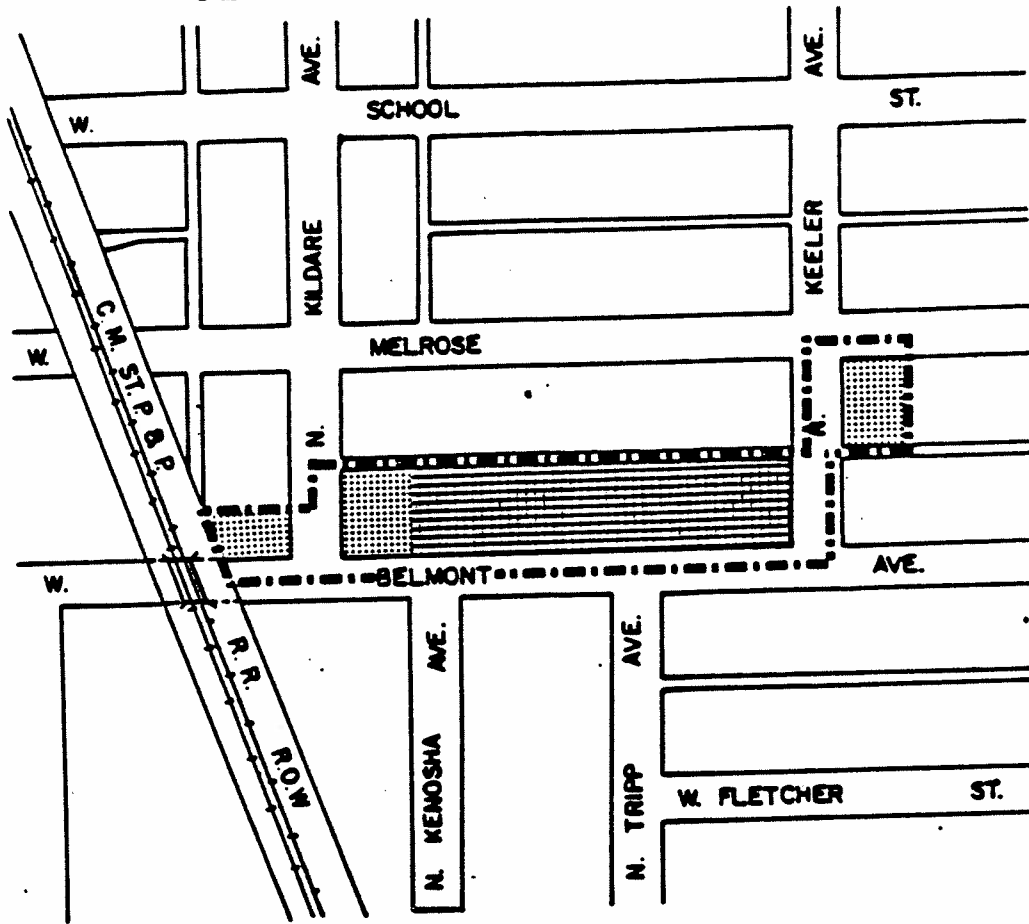 AVE.
AVE.
W. SCHOOL ST.
KILDARE
KEELER
W. MELROSE
C. M. ST. P. & P.
N.
N.
W. BELMONT AVE.
R. R.
R.O.W
N. KENOSHA AVE.
N. TRIPP AVE.
W. FLETCHER ST.